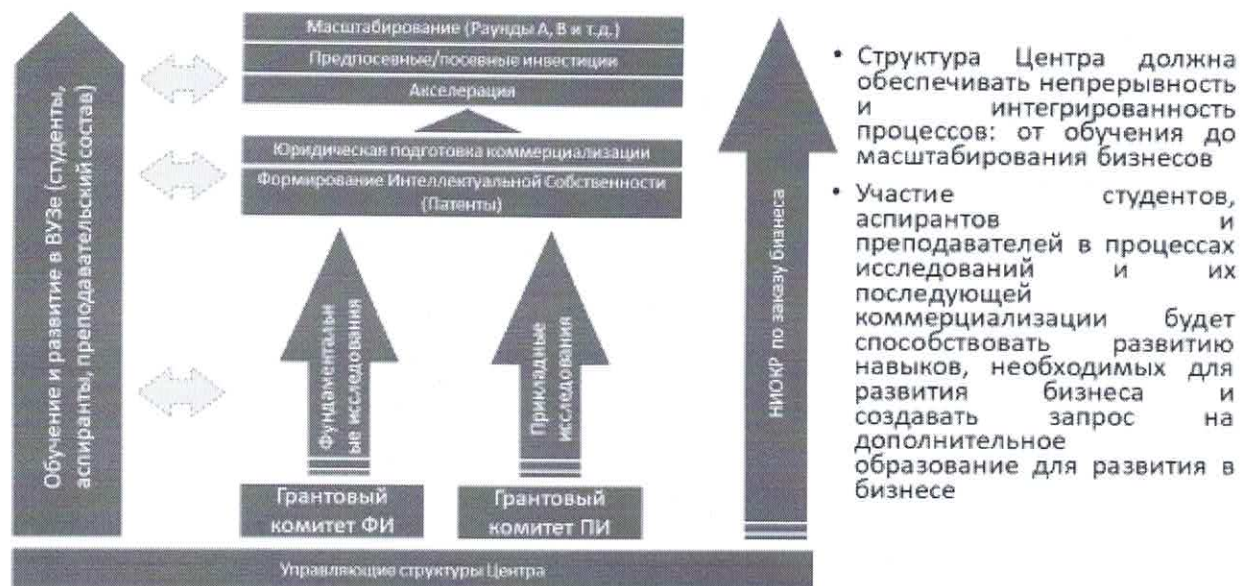 Масштабирование (Раунды А, В и т.д.)
Предпосевные/посевные инвестиции
Акселерация
Юридическая подготовка коммерциализации
Формирование Интеллектуальной Собственности
(Патенты)
Обучение и развитие в ВУЗе (студенты,
аспиранты, преподавательский состав)
Фундаментальн
ые исследования
Прикладные
исследования
НИОКР по заказу бизнеса
Грантовый
комитет ФИ
Грантовый
комитет ПИ
Управляющие структуры Центра
• Структура Центра должна
обеспечивать непрерывность
и интегрированность
процессов: от обучения до
масштабирования бизнесов
• Участие студентов,
аспирантов и
преподавателей в процессах
исследований и их
последующей
коммерциализации будет
способствовать развитию
навыков, необходимых для
развития бизнеса и
создавать запрос на
дополнительное
образование для развития в
бизнесе